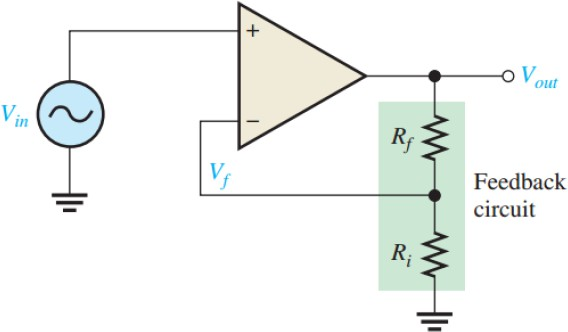 +
V_in
V_out
−
R_f
V_f
Feedback
circuit
R_i